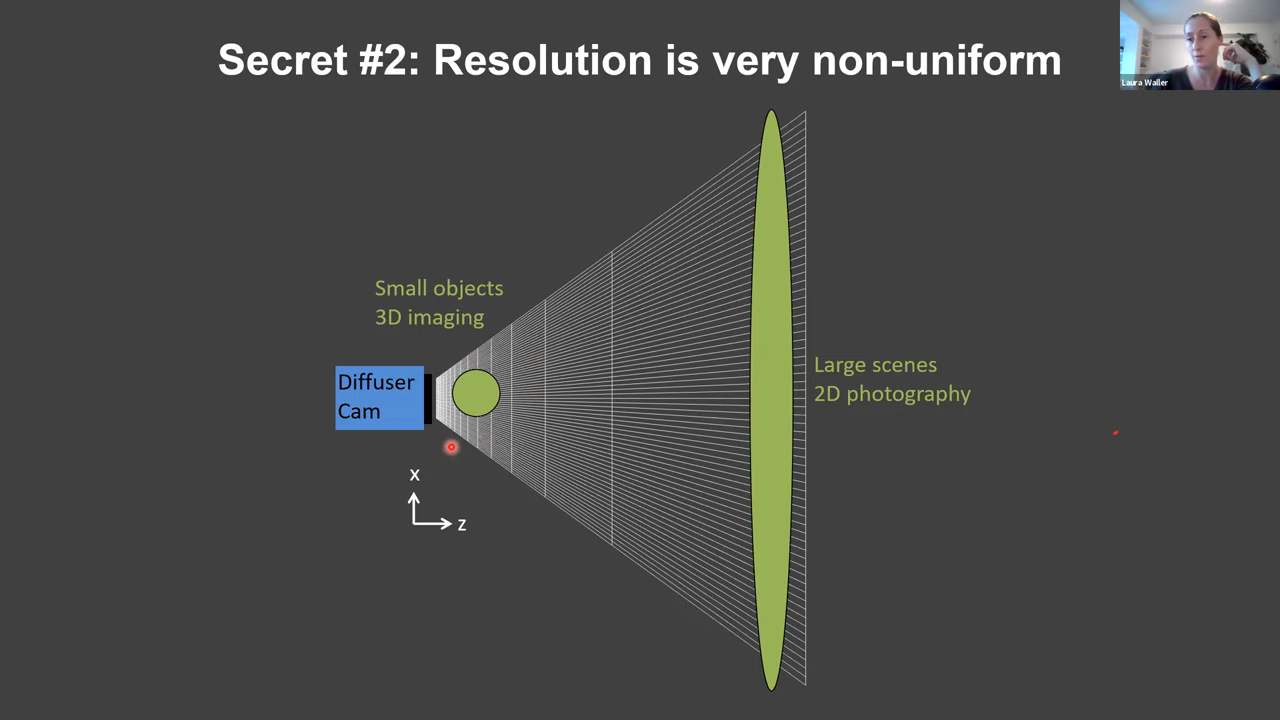 Secret #2: Resolution is very non-uniform
Laura Waller
Small objects
3D imaging
Diffuser
Cam
Large scenes
2D photography
x
z